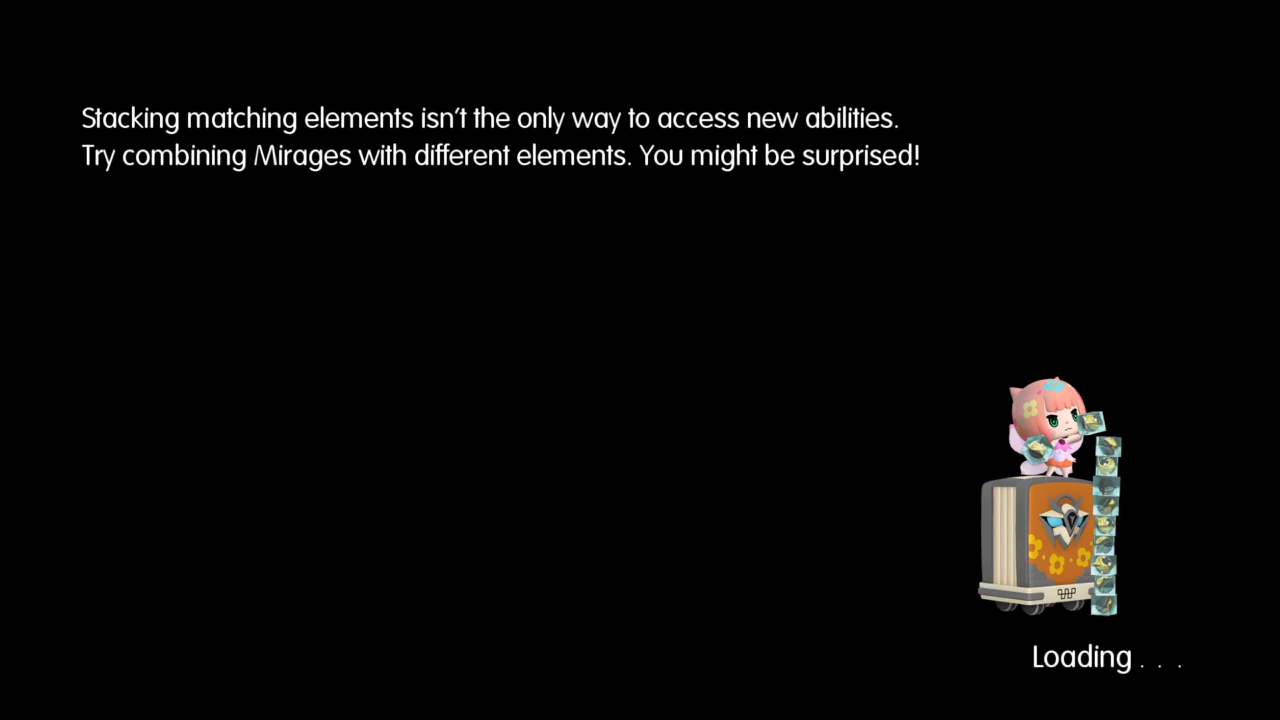 Stacking matching elements isn't the only way to access new abilities.
Try combining Mirages with different elements. You might be surprised!
Loading . . .